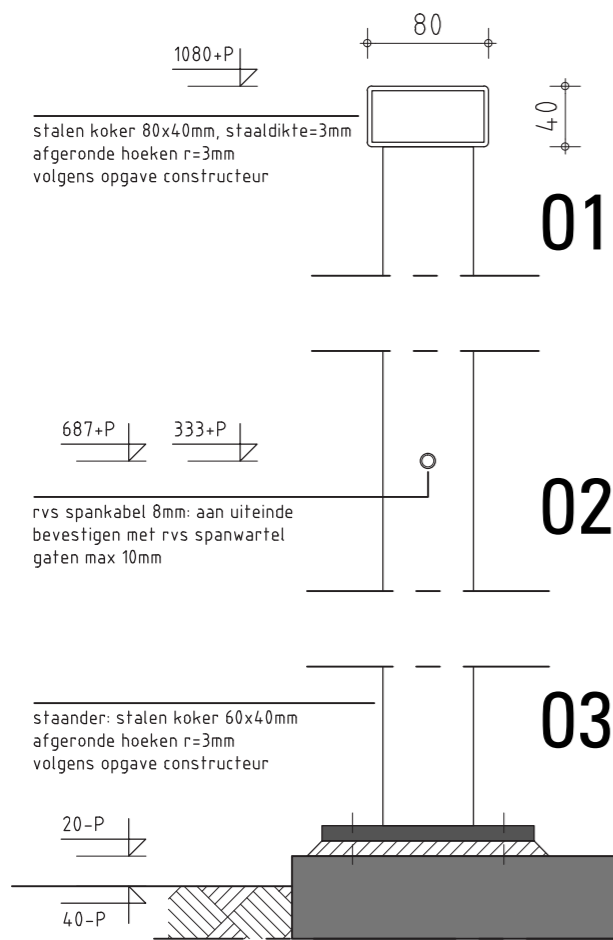 80
1080+P
40
stalen koker 80x40mm, staaldikte=3mm
afgeronde hoeken r=3mm
volgens opgave constructeur
01
687+P 333+P
02
rvs spankabel 8mm: aan uiteinde
bevestigen met rvs spanwartel
gaten max 10mm
03
staander: stalen koker 60x40mm
afgeronde hoeken r=3mm
volgens opgave constructeur
20-P
40-P